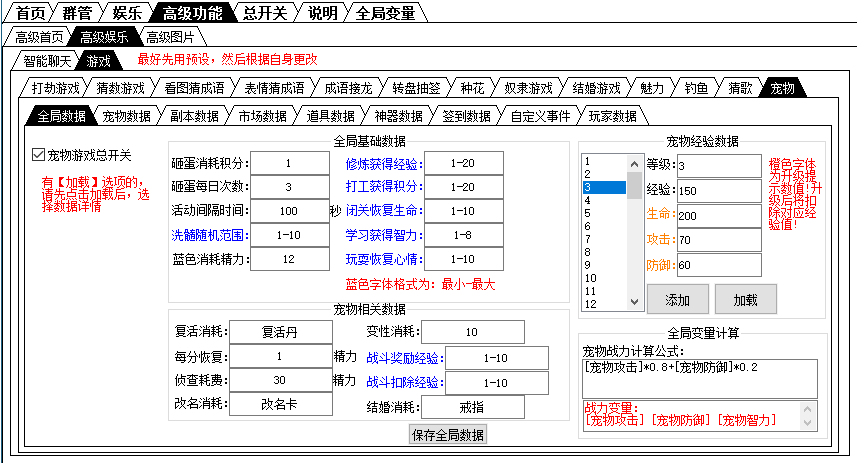 首页 群管 娱乐 高级功能 总开关 说明 全局变量
高级首页 高级娱乐 高级图片
智能聊天 游戏 最好先用预设，然后根据自身更改
打劫游戏 猜数游戏 看图猜成语 表情猜成语 成语接龙 转盘抽签 种花 奴隶游戏 结婚游戏 魅力 钓鱼 猜歌 宠物
全局数据 宠物数据 副本数据 市场数据 道具数据 神器数据 签到数据 自定义事件 玩家数据
宠物游戏总开关
有【加载】选项的，
请先点击加载后，选
择数据详情
全局基础数据
砸蛋消耗积分： 1 修炼获得经验： 1-20
砸蛋每日次数： 3 打工获得积分： 1-20
活动间隔时间： 100 秒 闭关恢复生命： 1-10
洗髓随机范围： 1-10 学习获得智力： 1-8
蓝色消耗精力： 12 玩耍恢复心情： 1-10
蓝色字体格式为：最小-最大
宠物相关数据
复活消耗： 复活丹 变性消耗： 10
每分恢复： 1 精力 战斗奖励经验： 1-10
侦查耗费： 30 精力 战斗扣除经验： 1-10
改名消耗： 改名卡 结婚消耗： 戒指
保存全局数据
宠物经验数据
1
2
3
4
5
6
7
8
9
10
11
12
等级： 3
经验： 150
生命： 200
攻击： 70
防御： 60
橙色字体
为升级提
示数值！升
级后将扣
除对应经
验值！
添加 加载
全局变量计算
宠物战力计算公式：
[宠物攻击]*0.8+[宠物防御]*0.2
战力变量：
[宠物攻击] [宠物防御] [宠物智力]